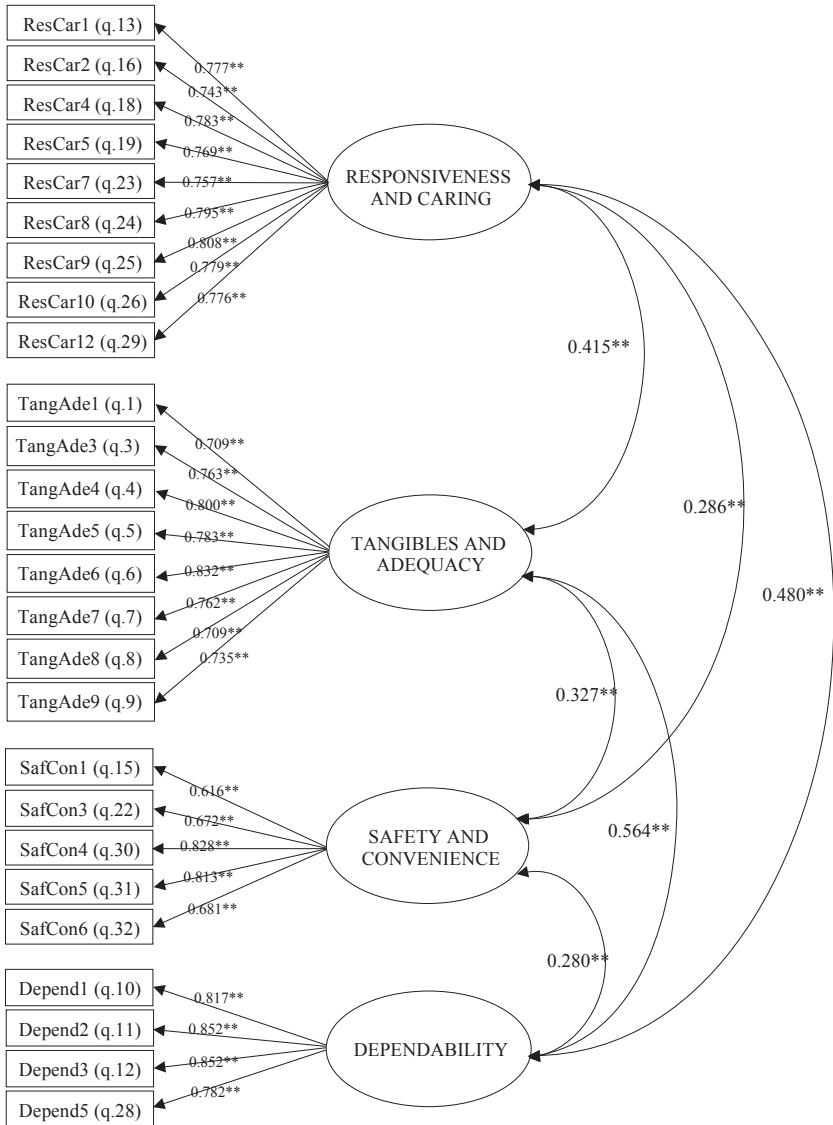 ResCar1 (q.13)
ResCar2 (q.16)
ResCar4 (q.18)
ResCar5 (q.19)
ResCar7 (q.23)
ResCar8 (q.24)
ResCar9 (q.25)
ResCar10 (q.26)
ResCar12 (q.29)
0.777**
0.743**
0.783**
0.769**
0.757**
0.795**
0.808**
0.779**
0.776**
RESPONSIVENESS
AND CARING
TangAde1 (q.1)
TangAde3 (q.3)
TangAde4 (q.4)
TangAde5 (q.5)
TangAde6 (q.6)
TangAde7 (q.7)
TangAde8 (q.8)
TangAde9 (q.9)
0.709**
0.763**
0.800**
0.783**
0.832**
0.762**
0.709**
0.735**
TANGIBLES AND
ADEQUACY
SafCon1 (q.15)
SafCon3 (q.22)
SafCon4 (q.30)
SafCon5 (q.31)
SafCon6 (q.32)
0.616**
0.672**
0.828**
0.813**
0.681**
SAFETY AND
CONVENIENCE
Depend1 (q.10)
Depend2 (q.11)
Depend3 (q.12)
Depend5 (q.28)
0.817**
0.852**
0.852**
0.782**
DEPENDABILITY
0.415**
0.286**
0.480**
0.327**
0.564**
0.280**